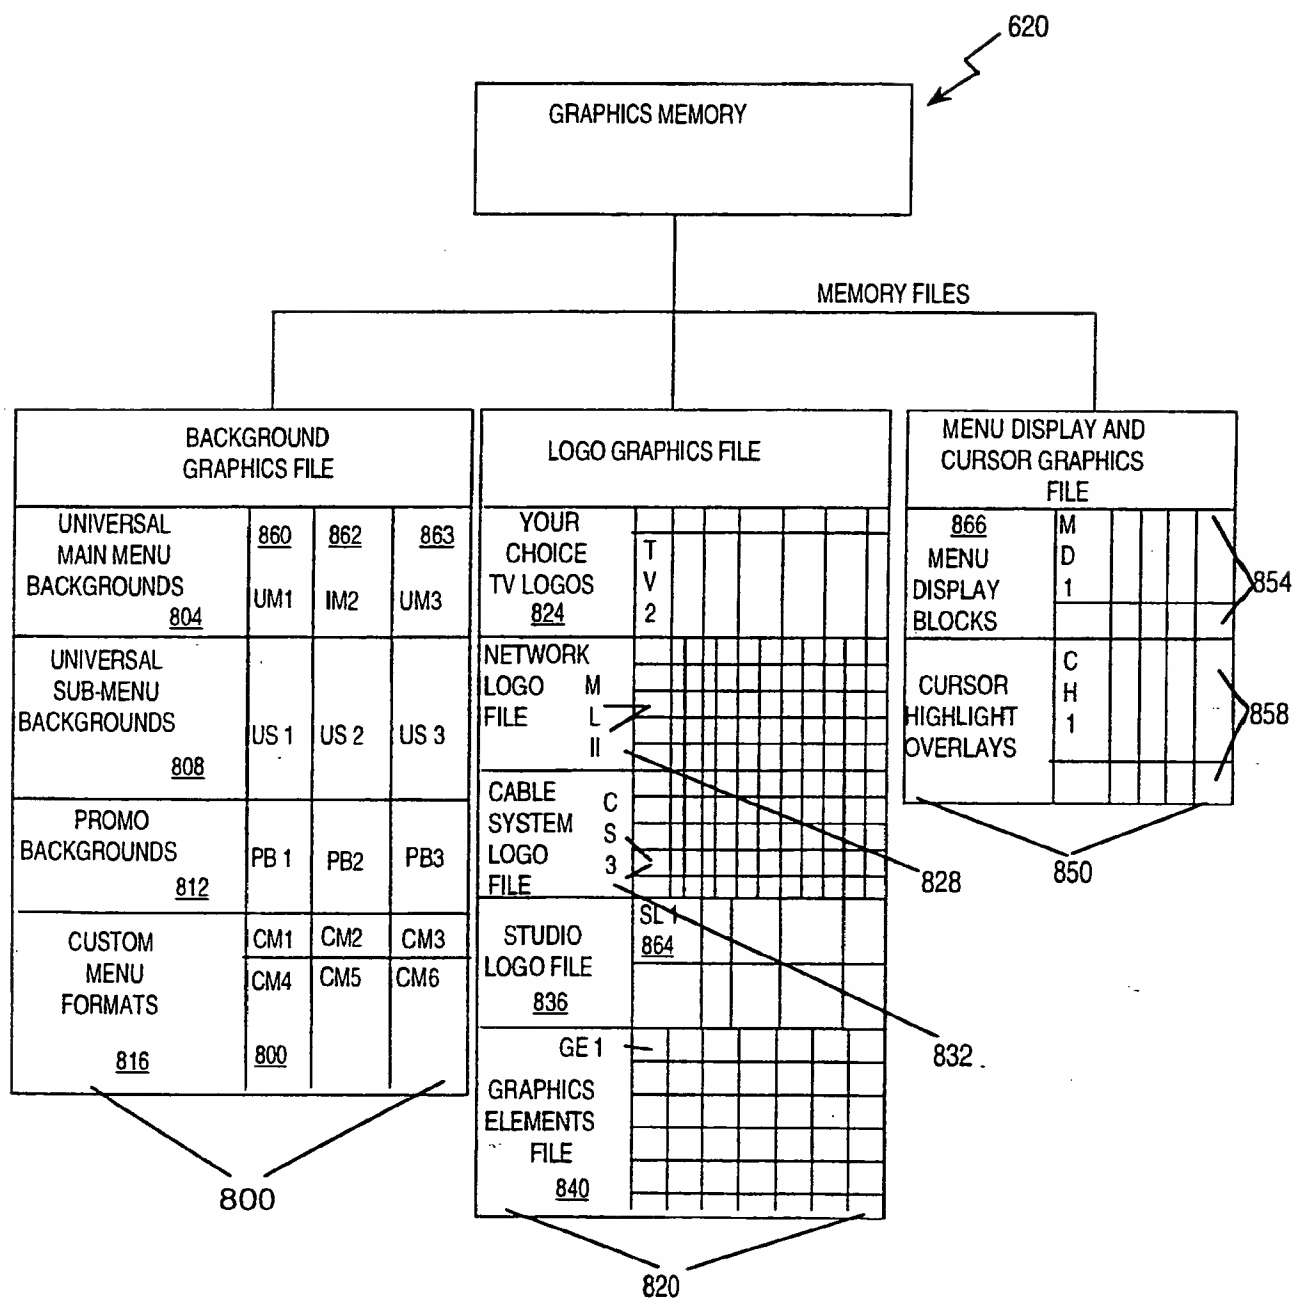 620
GRAPHICS MEMORY
MEMORY FILES
BACKGROUND
GRAPHICS FILE
UNIVERSAL
MAIN MENU
BACKGROUNDS
804
860 862 863
UM1 IM2 UM3
UNIVERSAL
SUB-MENU
BACKGROUNDS
808
US 1 US 2 US 3
PROMO
BACKGROUNDS
812
PB 1 PB2 PB3
CUSTOM
MENU
FORMATS
816
CM1 CM2 CM3
CM4 CM5 CM6
800
800
LOGO GRAPHICS FILE
YOUR
CHOICE
TV LOGOS
824
T
V
2
NETWORK
LOGO
FILE
M
L
II
828
CABLE
SYSTEM
LOGO
FILE
C
S
3
832
STUDIO
LOGO FILE
836
SL 1
864
GE 1
GRAPHICS
ELEMENTS
FILE
840
820
MENU DISPLAY AND
CURSOR GRAPHICS
FILE
866
MENU
DISPLAY
BLOCKS
M
D
1
854
CURSOR
HIGHLIGHT
OVERLAYS
C
H
1
858
850